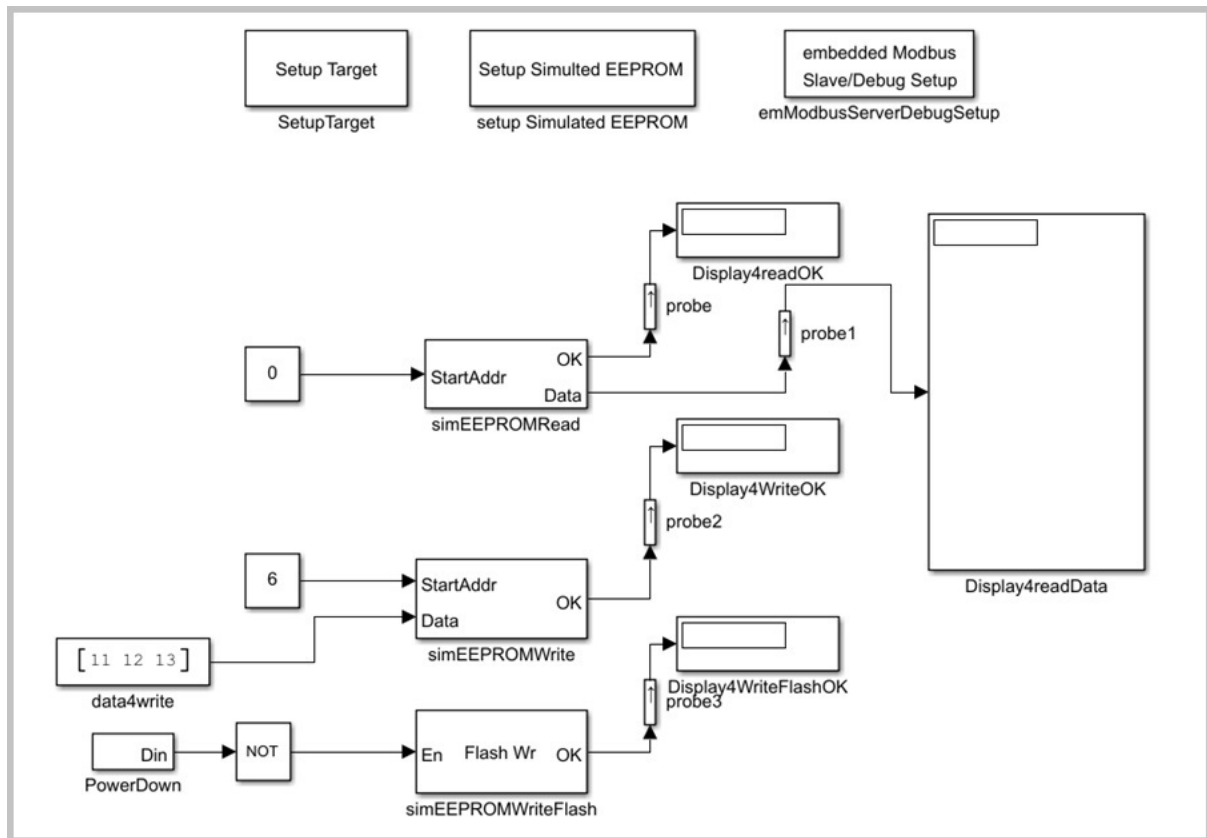 Setup Target
SetupTarget
Setup Simulted EEPROM
setup Simulated EEPROM
embedded Modbus
Slave/Debug Setup
emModbusServerDebugSetup
Display4readOK
probe
probe1
0
StartAddr
OK
Data
simEEPROMRead
Display4WriteOK
probe2
Display4readData
6
StartAddr
Data
OK
simEEPROMWrite
[11 12 13]
data4write
Display4WriteFlashOK
probe3
Din
PowerDown
NOT
En
Flash Wr
OK
simEEPROMWriteFlash